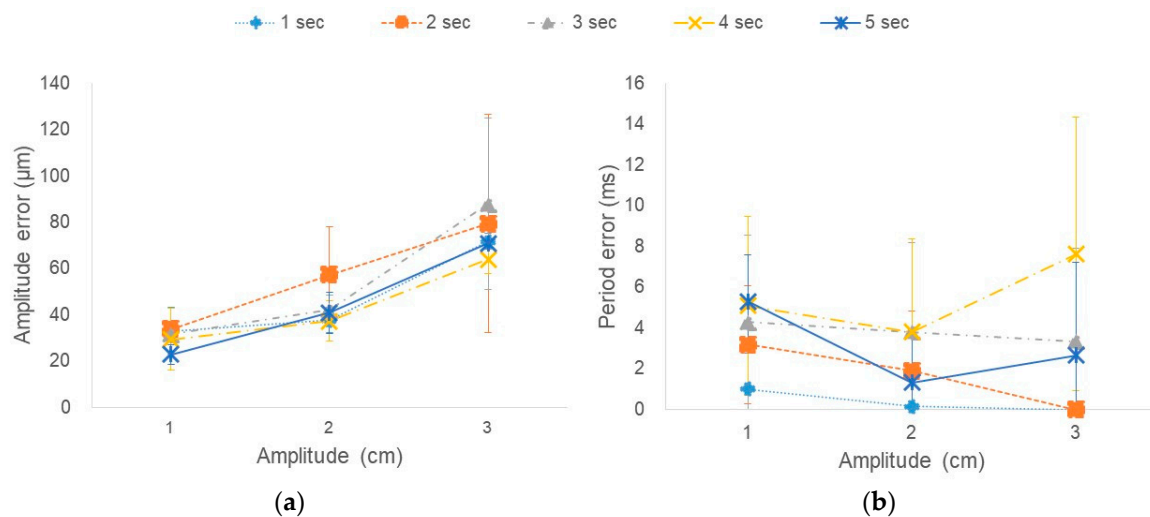 1 sec 2 sec 3 sec 4 sec 5 sec
140
120
100
80
60
40
20
0
Amplitude error (µm)
1 2 3
Amplitude (cm)
(a)
16
14
12
10
8
6
4
2
0
Period error (ms)
1 2 3
Amplitude (cm)
(b)